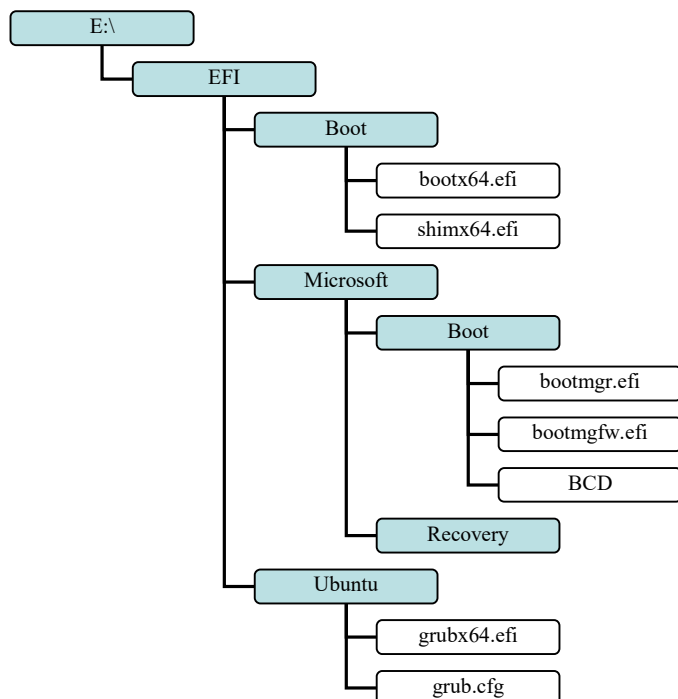 E:\
EFI
Boot
bootx64.efi
shimx64.efi
Microsoft
Boot
bootmgr.efi
bootmgfw.efi
BCD
Recovery
Ubuntu
grubx64.efi
grub.cfg